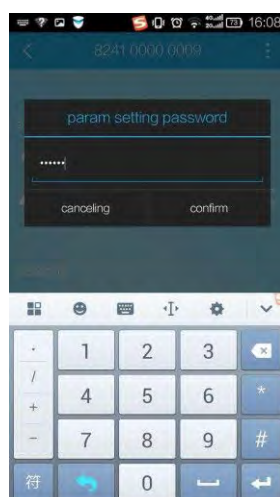 73 16:08
8241 0000 0009
param setting password
••••••
canceling confirm
· 1 2 3
/
4 5 6 *
+
- 7 8 9 #
符 0